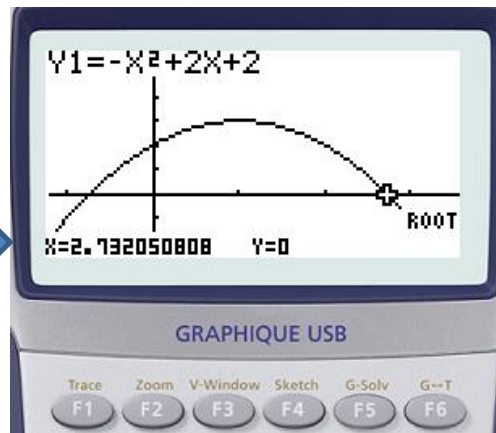 Y1=-X²+2X+2
ROOT
X=2.732050808 Y=0
GRAPHIQUE USB
Trace Zoom V-Window Sketch G-Solv G↔T
F1 F2 F3 F4 F5 F6